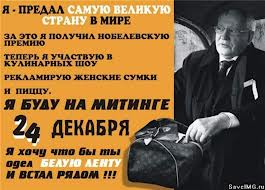 Я - ПРЕДАЛ САМУЮ ВЕЛИКУЮ
СТРАНУ В МИРЕ
ЗА ЭТО Я ПОЛУЧИЛ НОБЕЛЕВСКУЮ
ПРЕМИЮ
ТЕПЕРЬ Я УЧАСТВУЮ В
КУЛИНАРНЫХ ШОУ
РЕКЛАМИРУЮ ЖЕНСКИЕ СУМКИ
И ПИЦЦУ.
Я БУДУ НА МИТИНГЕ
24 ДЕКАБРЯ
Я хочу что бы ты
одел БЕЛУЮ ЛЕНТУ
И ВСТАЛ РЯДОМ !!!
SaveIMG.ru